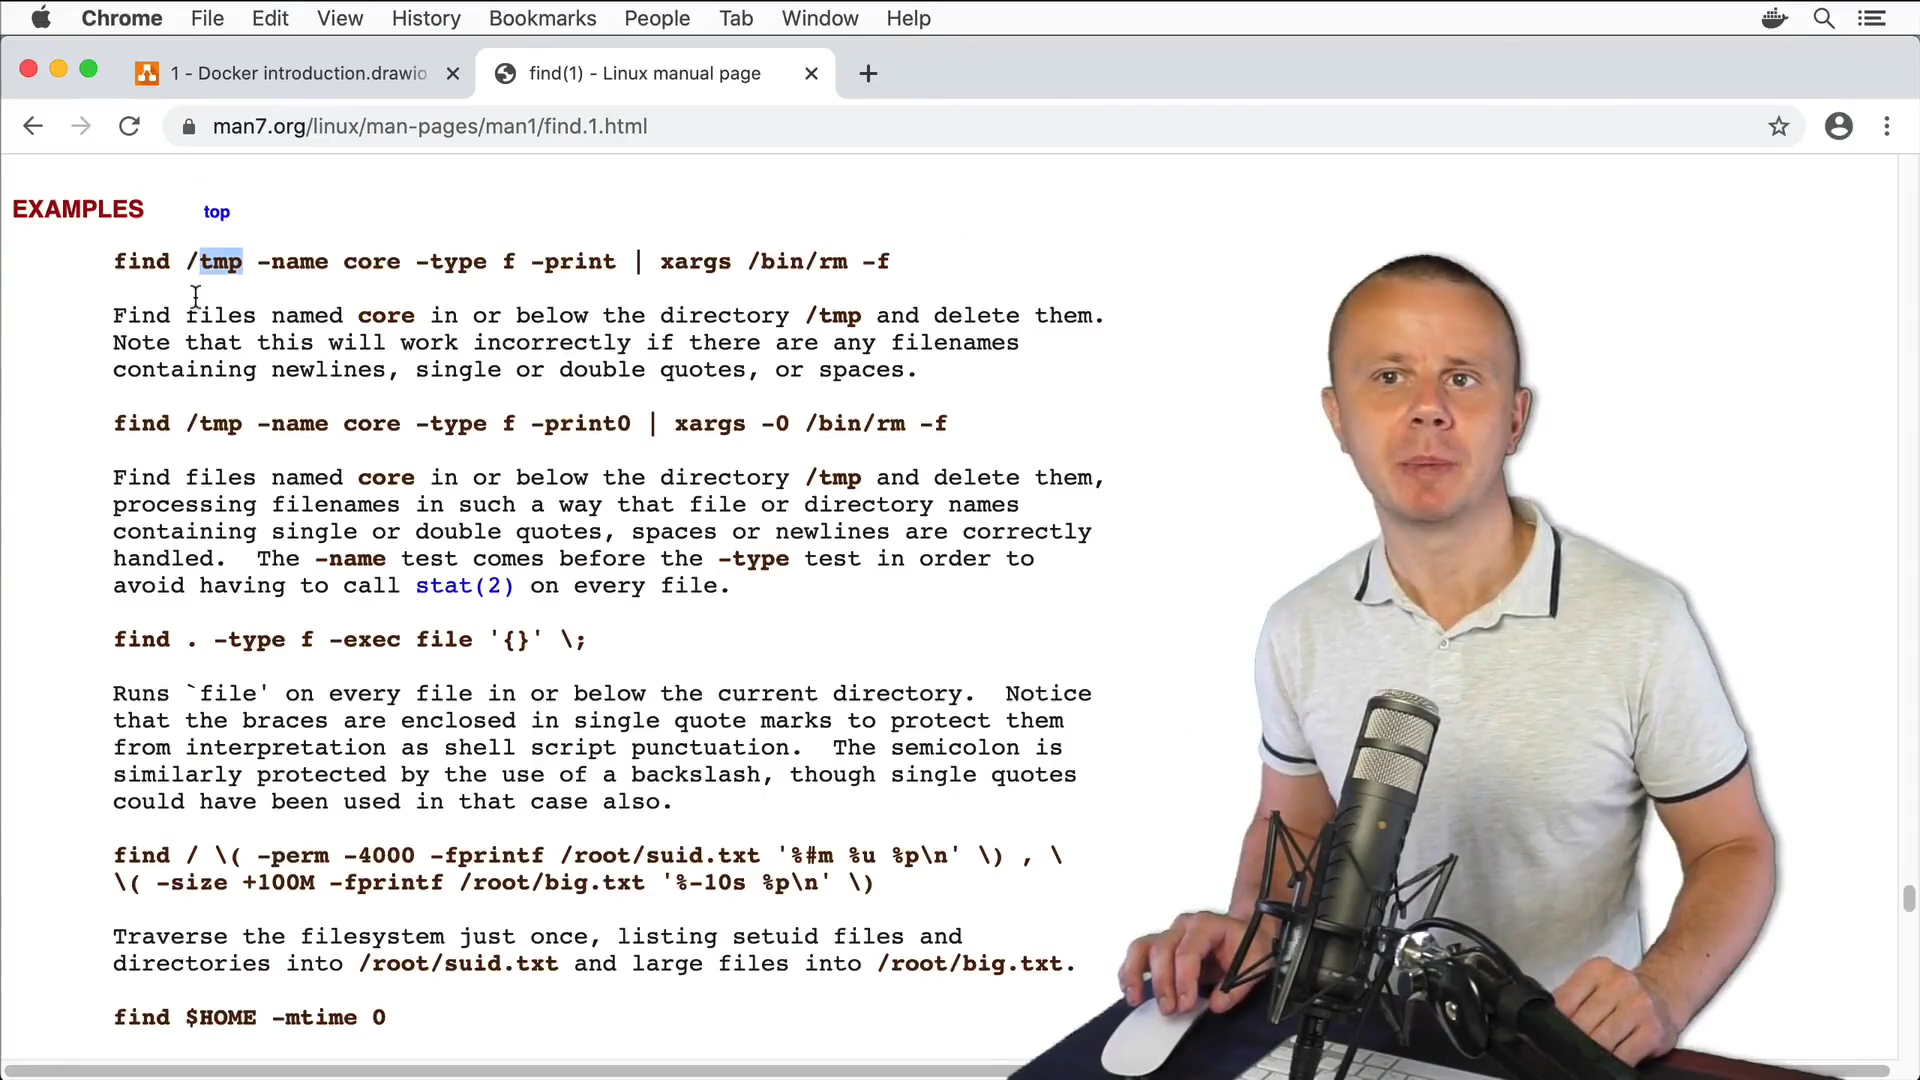 Chrome File Edit View History Bookmarks People Tab Window Help
1 - Docker introduction.drawio
find(1) - Linux manual page
man7.org/linux/man-pages/man1/find.1.html
EXAMPLES top
find /tmp -name core -type f -print | xargs /bin/rm -f
Find files named core in or below the directory /tmp and delete them.
Note that this will work incorrectly if there are any filenames
containing newlines, single or double quotes, or spaces.
find /tmp -name core -type f -print0 | xargs -0 /bin/rm -f
Find files named core in or below the directory /tmp and delete them,
processing filenames in such a way that file or directory names
containing single or double quotes, spaces or newlines are correctly
handled.  The -name test comes before the -type test in order to
avoid having to call stat(2) on every file.
find . -type f -exec file '{}' \;
Runs `file' on every file in or below the current directory.  Notice
that the braces are enclosed in single quote marks to protect them
from interpretation as shell script punctuation.  The semicolon is
similarly protected by the use of a backslash, though single quotes
could have been used in that case also.
find / \( -perm -4000 -fprintf /root/suid.txt '%#m %u %p\n' \) , \
\( -size +100M -fprintf /root/big.txt '%-10s %p\n' \)
Traverse the filesystem just once, listing setuid files and
directories into /root/suid.txt and large files into /root/big.txt.
find $HOME -mtime 0